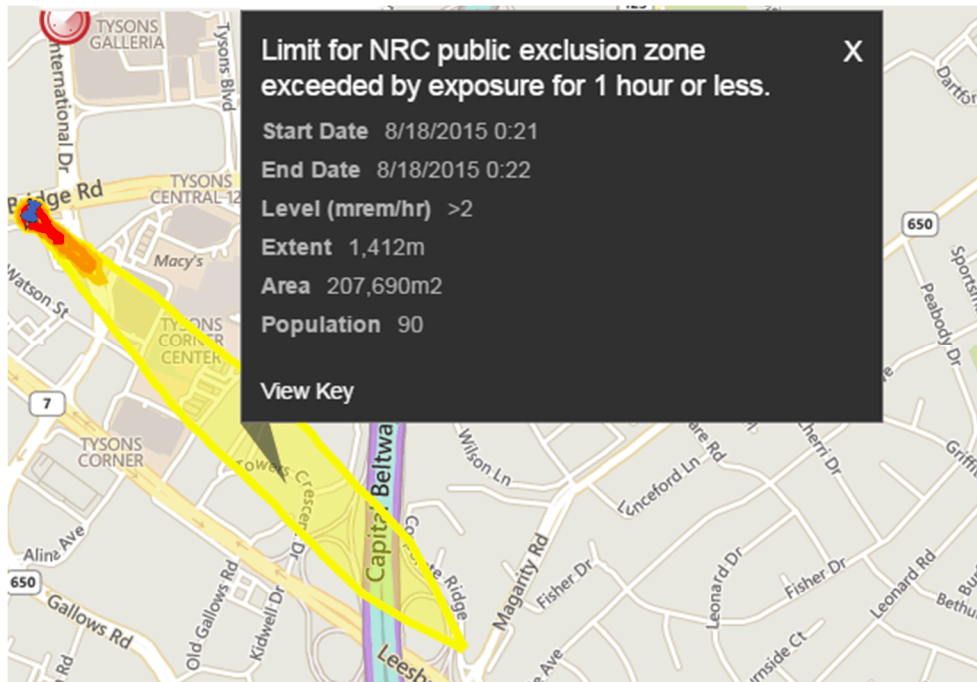 TYSONS
GALLERIA
International Dr
Tysons Blvd
Limit for NRC public exclusion zone
exceeded by exposure for 1 hour or less.
X
Start Date 8/18/2015 0:21
End Date 8/18/2015 0:22
Level (mrem/hr) >2
Extent 1,412m
Area 207,690m2
Population 90
View Key
TYSONS
CENTRAL 12
Macy's
Watson St
TYSONS
CORNER
CENTER
7
TYSONS
CORNER
Towers Crescent Dr
Capital Beltwa
Wilson Ln
Lunceford Ln
650
Peabody Dr
Magarity Rd
Fisher Dr
Leonard Dr
Fisher Dr
Leonard Rd
Aline Ave
650
Gallows Rd
Old Gallows Rd
Kidwell Dr
Leesb